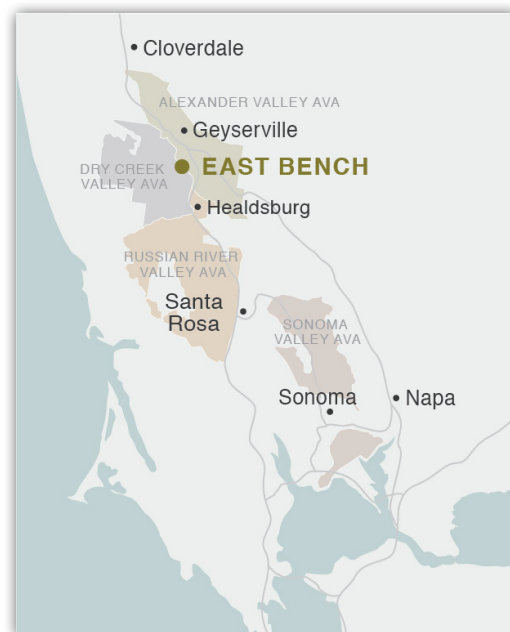 Cloverdale
ALEXANDER VALLEY AVA
Geyserville
DRY CREEK
VALLEY AVA
EAST BENCH
Healdsburg
RUSSIAN RIVER
VALLEY AVA
Santa
Rosa
SONOMA
VALLEY AVA
Sonoma
Napa